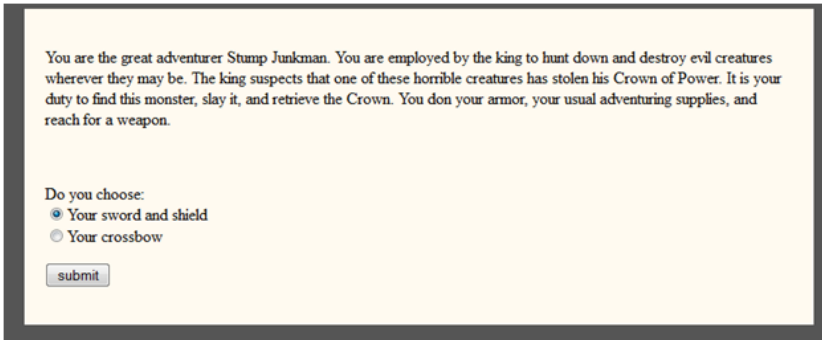 You are the great adventurer Stump Junkman. You are employed by the king to hunt down and destroy evil creatures
wherever they may be. The king suspects that one of these horrible creatures has stolen his Crown of Power. It is your
duty to find this monster, slay it, and retrieve the Crown. You don your armor, your usual adventuring supplies, and
reach for a weapon.
Do you choose:
Your sword and shield
Your crossbow
submit